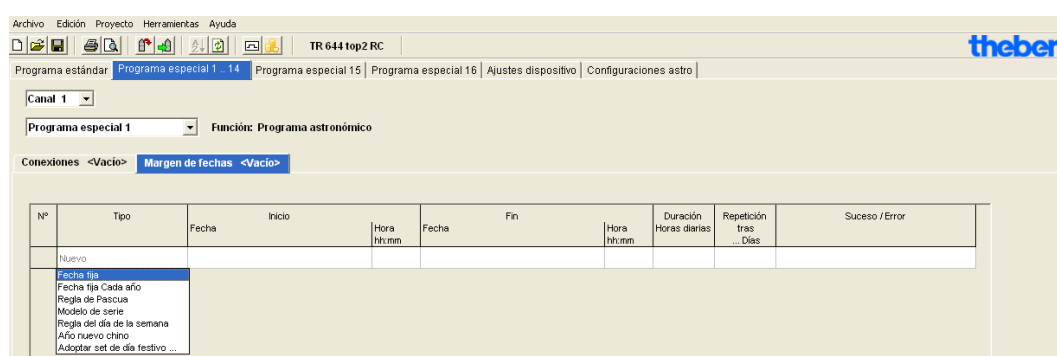 Archivo Edición Proyecto Herramientas Ayuda
TR 644 top2 RC
theben
Programa estándar Programa especial 1 .. 14 Programa especial 15 Programa especial 16 Ajustes dispositivo Configuraciones astro
Canal 1
Programa especial 1 Función: Programa astronómico
Conexiones <Vacío> Margen de fechas <Vacío>
Nº Tipo Inicio Fin Duración Repetición Suceso / Error
Fecha Hora Fecha Hora Horas diarias tras
hh:mm hh:mm ... Días
Nuevo
Fecha fija
Fecha fija Cada año
Regla de Pascua
Modelo de serie
Regla del día de la semana
Año nuevo chino
Adoptar set de día festivo ...